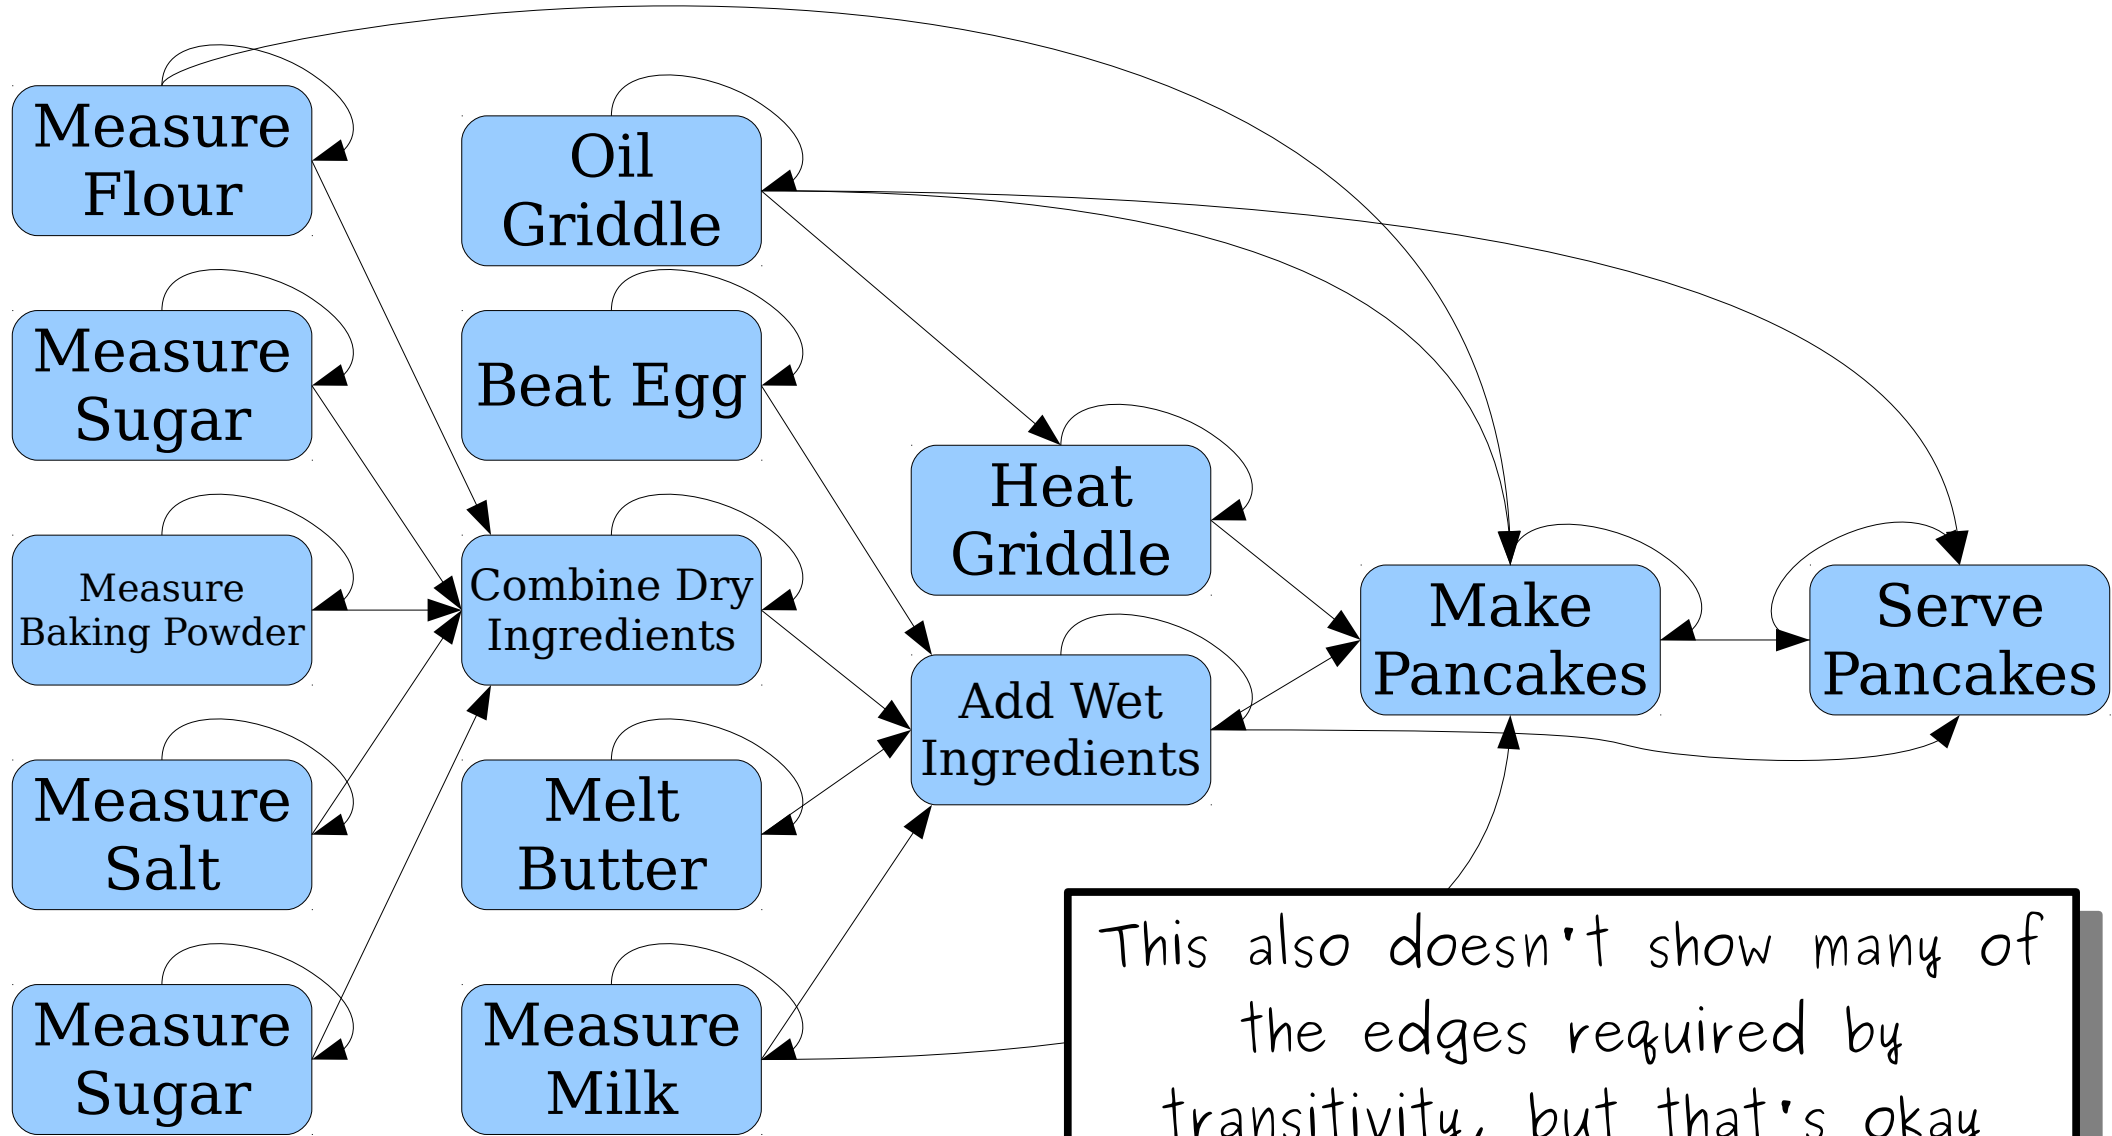 Measure
Flour
Oil
Griddle
Measure
Sugar
Beat Egg
Heat
Griddle
Measure
Baking Powder
Combine Dry
Ingredients
Make
Pancakes
Serve
Pancakes
Add Wet
Ingredients
Measure
Salt
Melt
Butter
Measure
Sugar
Measure
Milk
This also doesn't show many of
the edges required by
transitivity, but that's okay